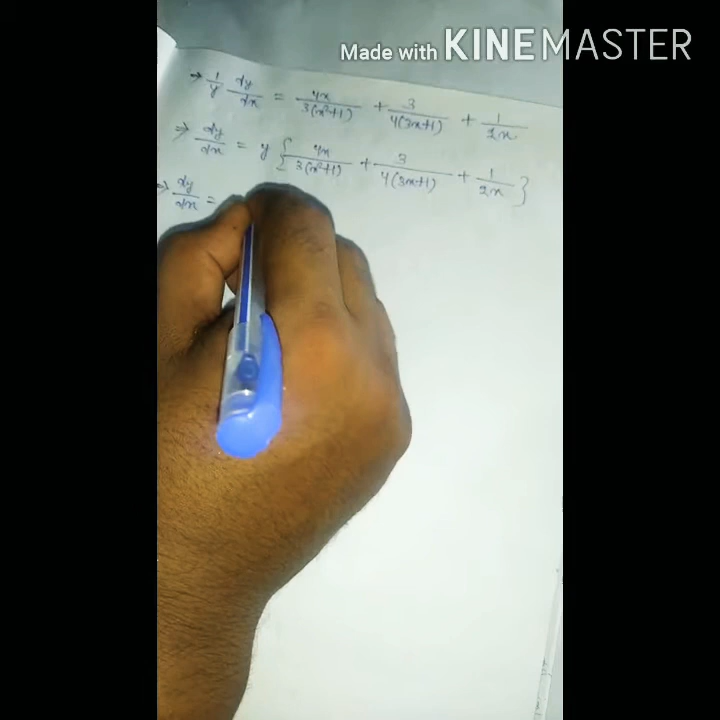 Made with KINEMASTER
→ 1/y dy/dx = 4x/3(x²+1) + 3/4(3x+1) + 1/2x
⇒ dy/dx = y { 4x/3(x²+1) + 3/4(3x+1) + 1/2x }
⇒ dy/dx =